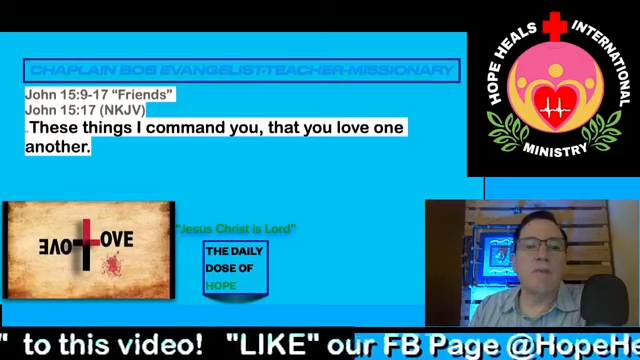 CHAPLAIN BOB EVANGELIST-TEACHER-MISSIONARY
John 15:9-17 “Friends”
John 15:17 (NKJV)
These things I command you, that you love one
another.
HOPE HEALS INTERNATIONAL
MINISTRY
LOVE LOVE
"Jesus Christ is Lord"
THE DAILY
DOSE OF
HOPE
to this video! "LIKE" our FB Page @HopeHe